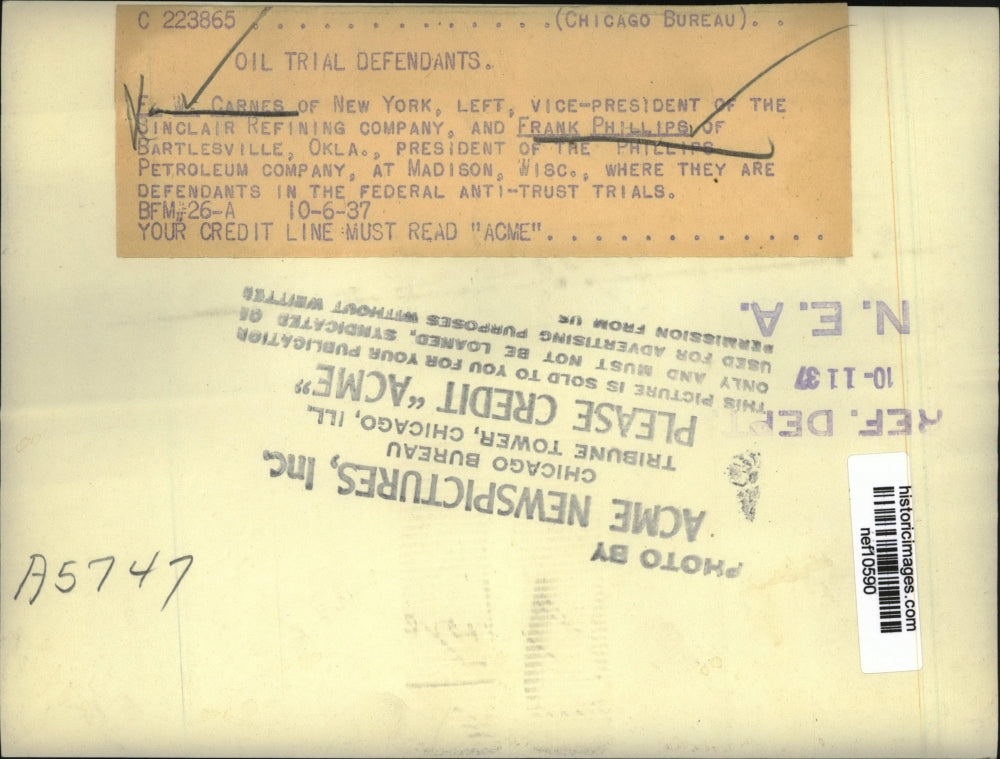 C 223865 . . . . . . . . . . . . . . . (CHICAGO BUREAU). .
OIL TRIAL DEFENDANTS.
CARNES OF NEW YORK, LEFT, VICE-PRESIDENT OF THE
SINCLAIR REFINING COMPANY, AND FRANK PHILLIPS OF
BARTLESVILLE, OKLA., PRESIDENT OF THE PHILLIPS
PETROLEUM COMPANY, AT MADISON, WISC., WHERE THEY ARE
DEFENDANTS IN THE FEDERAL ANTI-TRUST TRIALS.
BFM#26-A 10-6-37
YOUR CREDIT LINE MUST READ "ACME". . . . . . . . . . . . . .
N. E. A.
10-11 37
REF. DEPT
PHOTO BY
ACME NEWSPICTURES, Inc.
CHICAGO BUREAU
TRIBUNE TOWER, CHICAGO, ILL.
PLEASE CREDIT "ACME"
THIS PICTURE IS SOLD TO YOU FOR YOUR PUBLICATION
ONLY AND MUST NOT BE LOANED, SYNDICATED OR
USED FOR ADVERTISING PURPOSES WITHOUT WRITTEN
PERMISSION FROM US
A5747
historicimages.com
nef10590